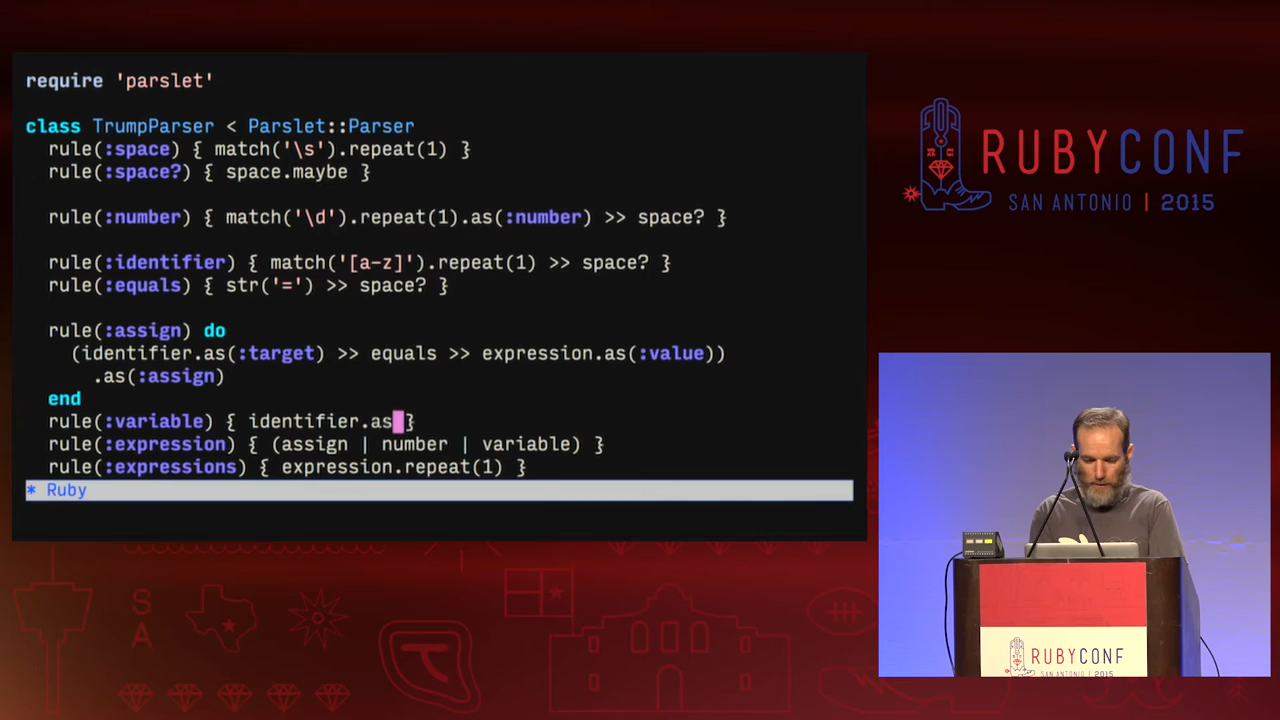 require 'parslet'
class TrumpParser < Parslet::Parser
rule(:space) { match('\s').repeat(1) }
rule(:space?) { space.maybe }
rule(:number) { match('\d').repeat(1).as(:number) >> space? }
rule(:identifier) { match('[a-z]').repeat(1) >> space? }
rule(:equals) { str('=') >> space? }
rule(:assign) do
(identifier.as(:target) >> equals >> expression.as(:value))
.as(:assign)
end
rule(:variable) { identifier.as }
rule(:expression) { (assign | number | variable) }
rule(:expressions) { expression.repeat(1) }
* Ruby
RUBYCONF
SAN ANTONIO | 2015
S
A
RUBYCONF
SAN ANTONIO | 2015